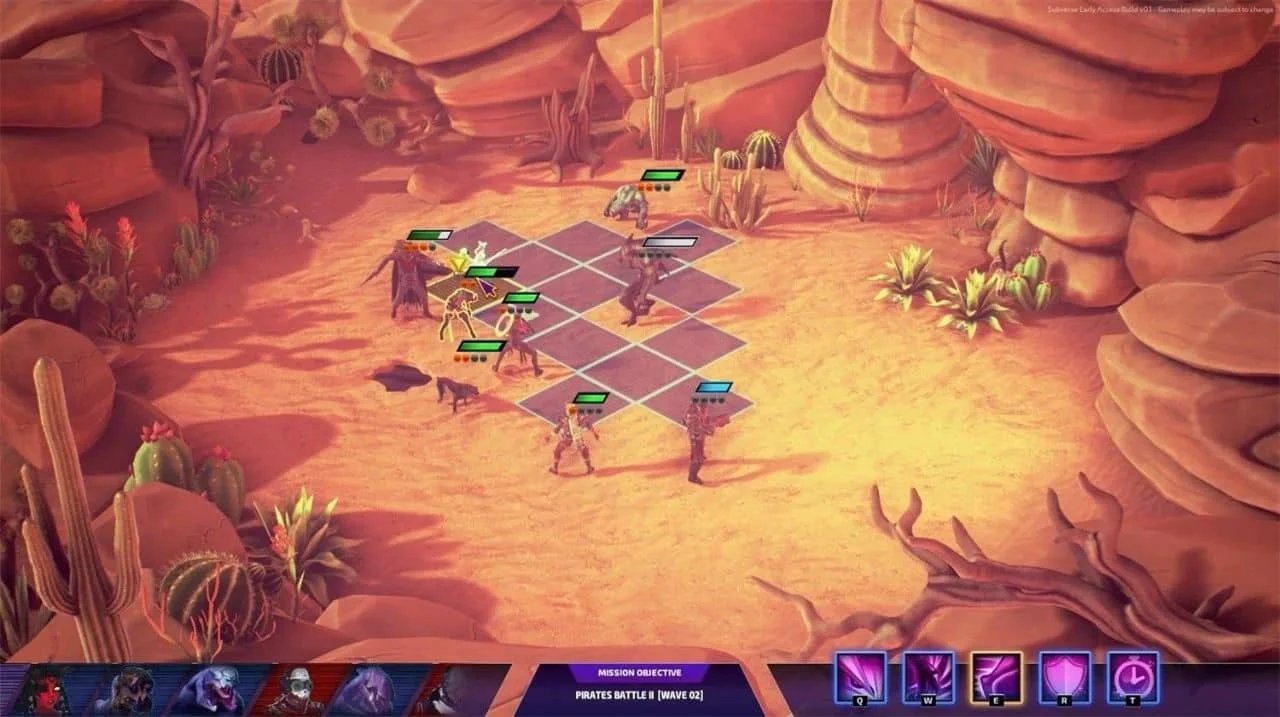 Subverse Early Access Build v0.1 - Gameplay may be subject to change
MISSION OBJECTIVE
PIRATES BATTLE II [WAVE 02]
Q W E R T